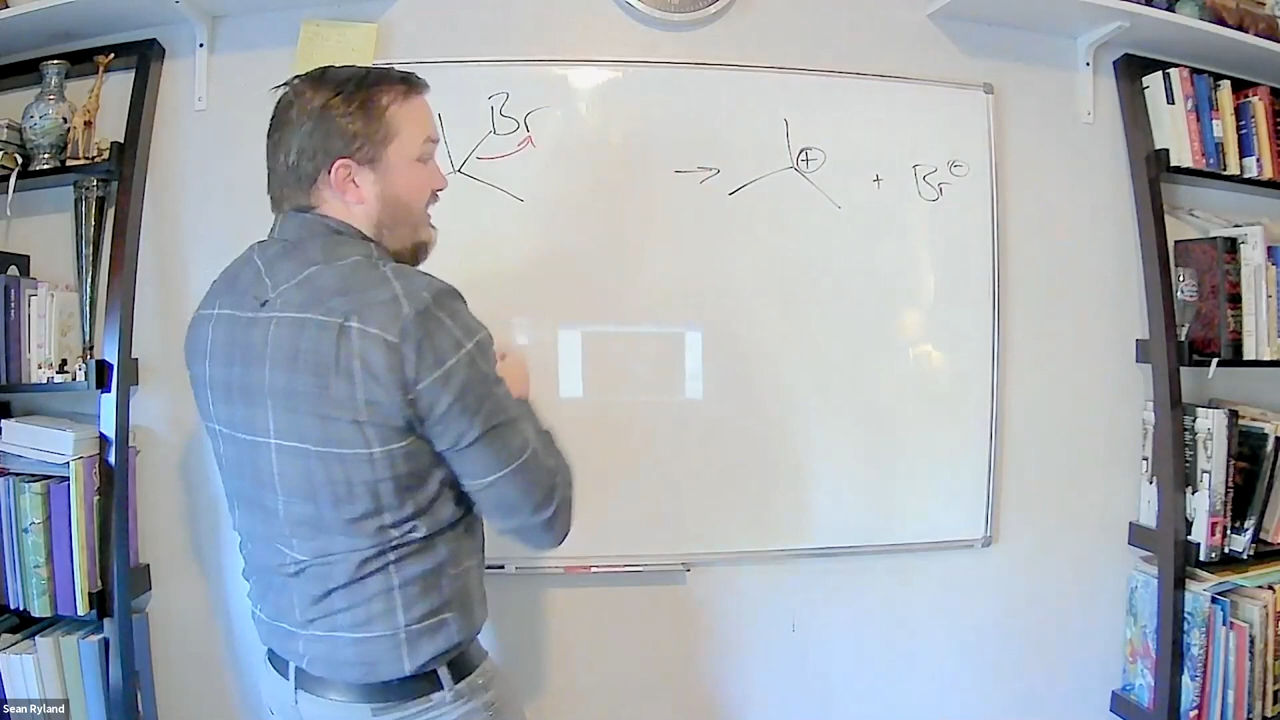 Br
→ ⊕ + Br⊖
Sean Ryland